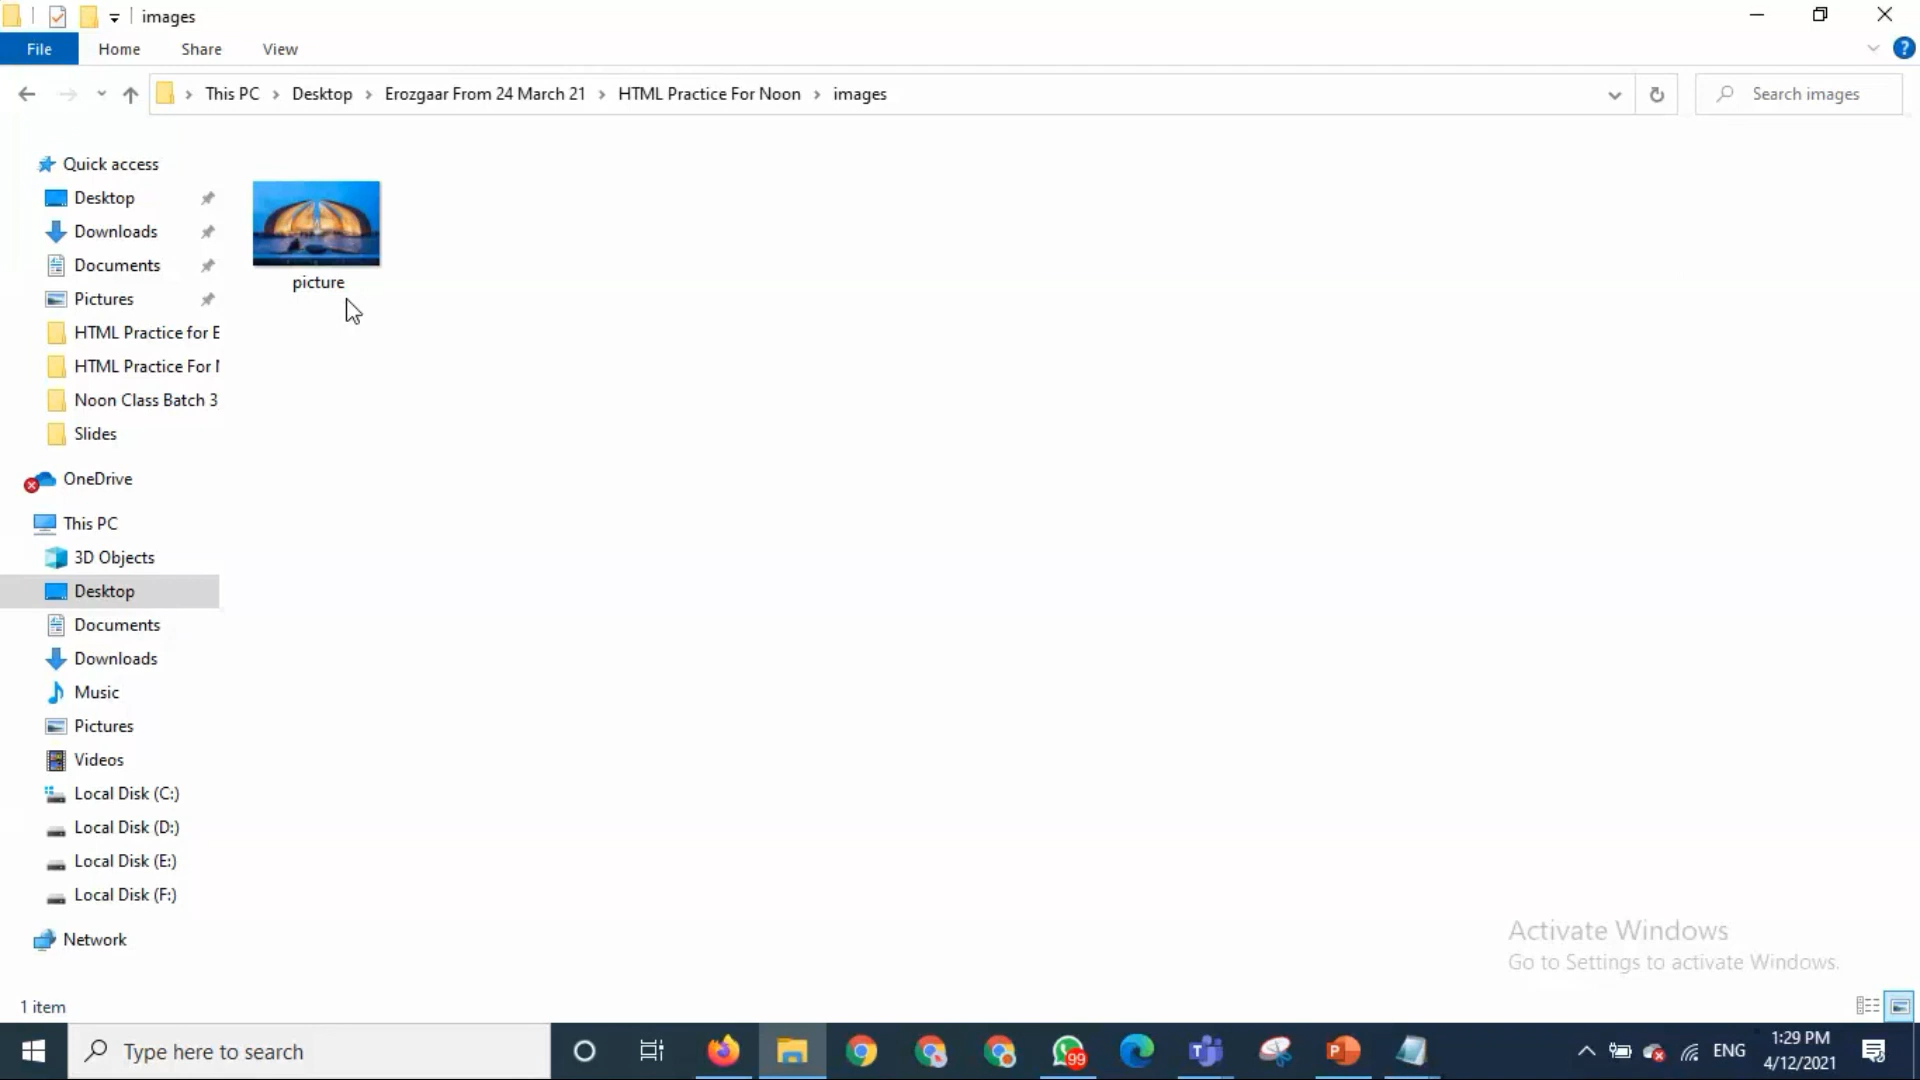 images
File
Home
Share
View
This PC
Desktop
Erozgaar From 24 March 21
HTML Practice For Noon
images
Search images
Quick access
Desktop
Downloads
Documents
Pictures
HTML Practice for E
HTML Practice For
Noon Class Batch 3
Slides
OneDrive
This PC
3D Objects
Desktop
Documents
Downloads
Music
Pictures
Videos
Local Disk (C:)
Local Disk (D:)
Local Disk (E:)
Local Disk (F:)
Network
picture
Activate Windows
Go to Settings to activate Windows.
1 item
Type here to search
99
ENG
1:29 PM
4/12/2021